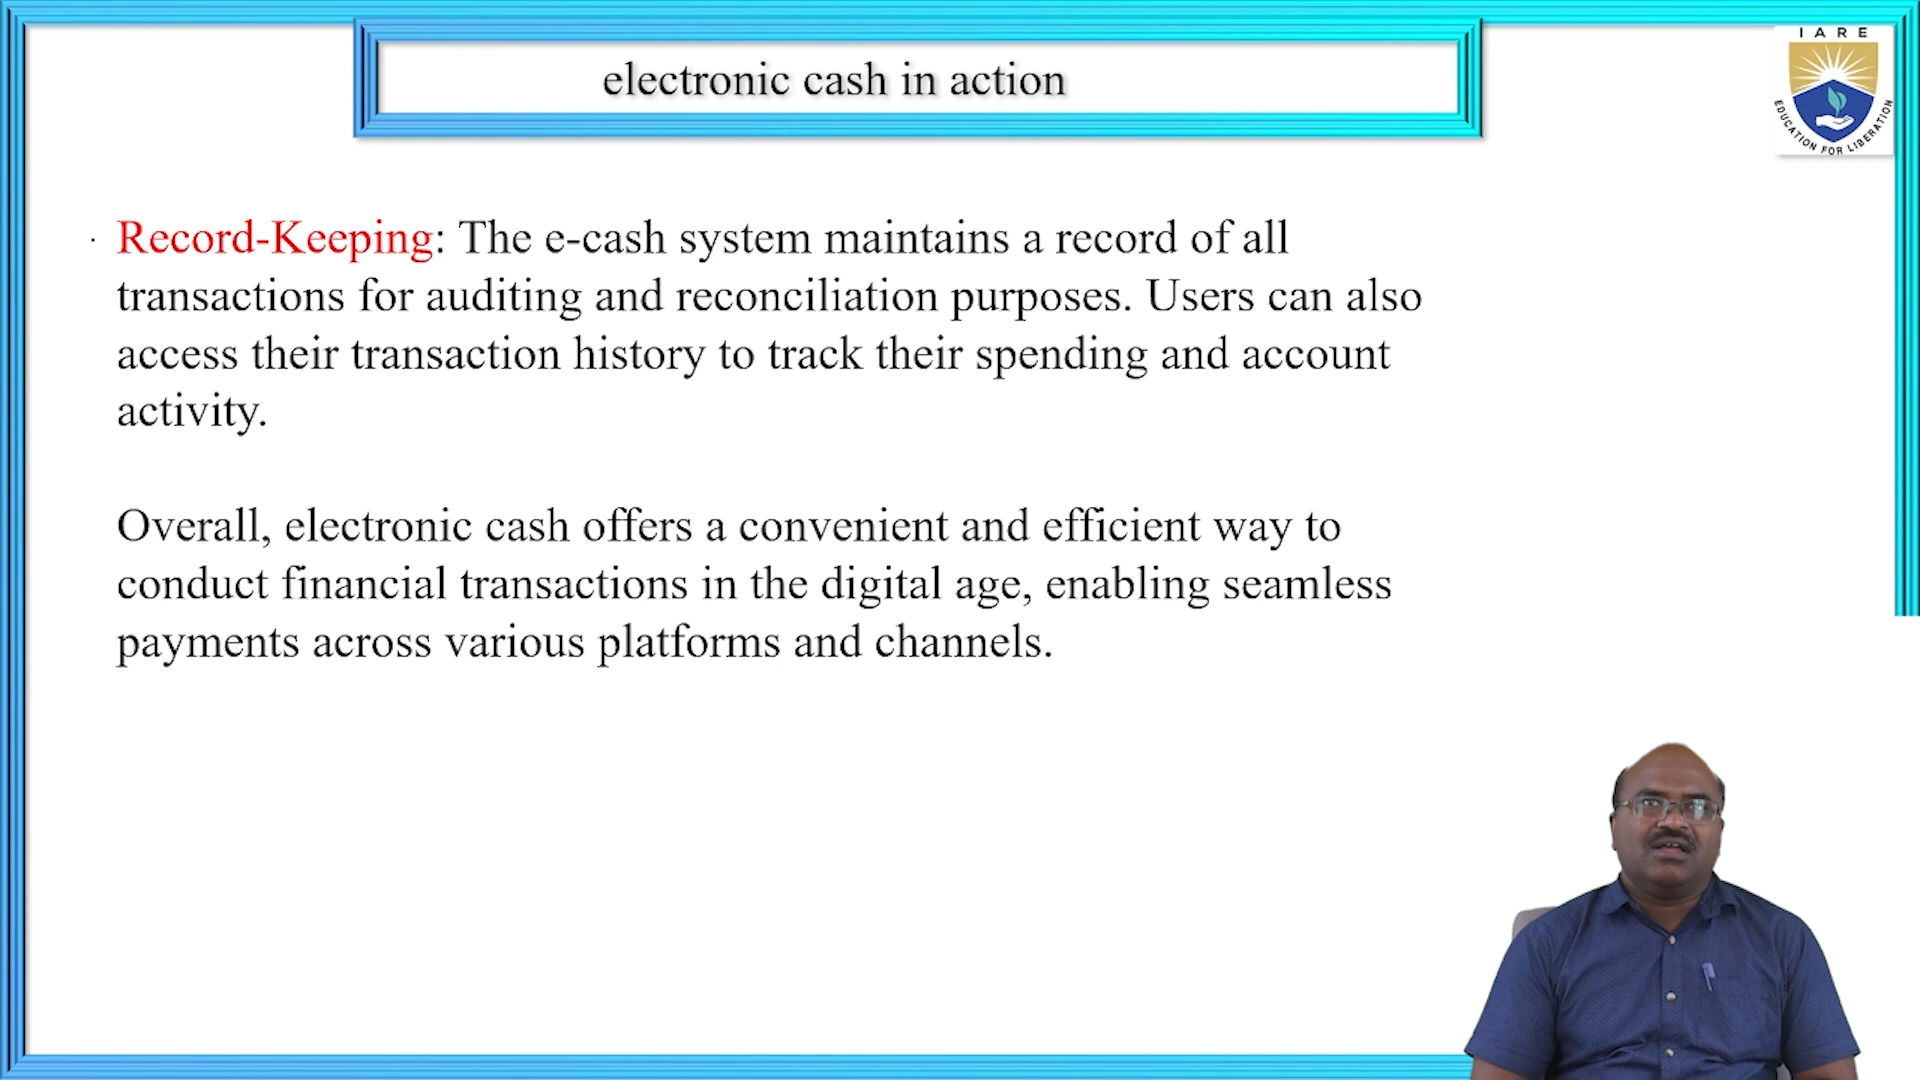 electronic cash in action
IARE
EDUCATION FOR LIBERATION
· Record-Keeping: The e-cash system maintains a record of all
transactions for auditing and reconciliation purposes. Users can also
access their transaction history to track their spending and account
activity.
Overall, electronic cash offers a convenient and efficient way to
conduct financial transactions in the digital age, enabling seamless
payments across various platforms and channels.